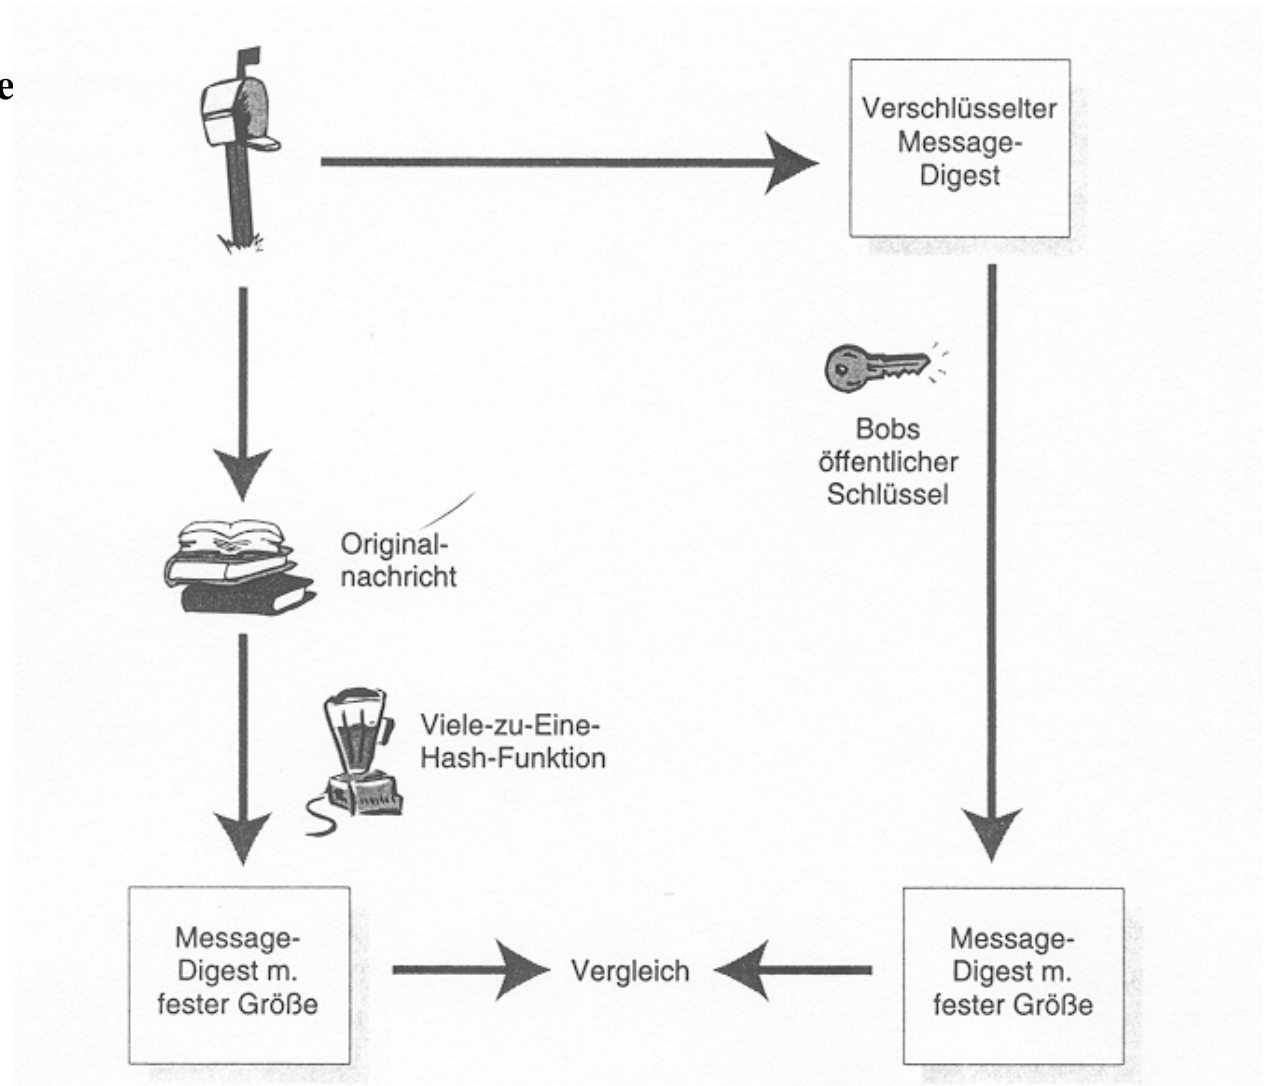 e
Verschlüsselter
Message-
Digest
Bobs
öffentlicher
Schlüssel
Original-
nachricht
Viele-zu-Eine-
Hash-Funktion
Message-
Digest m.
fester Größe
Vergleich
Message-
Digest m.
fester Größe